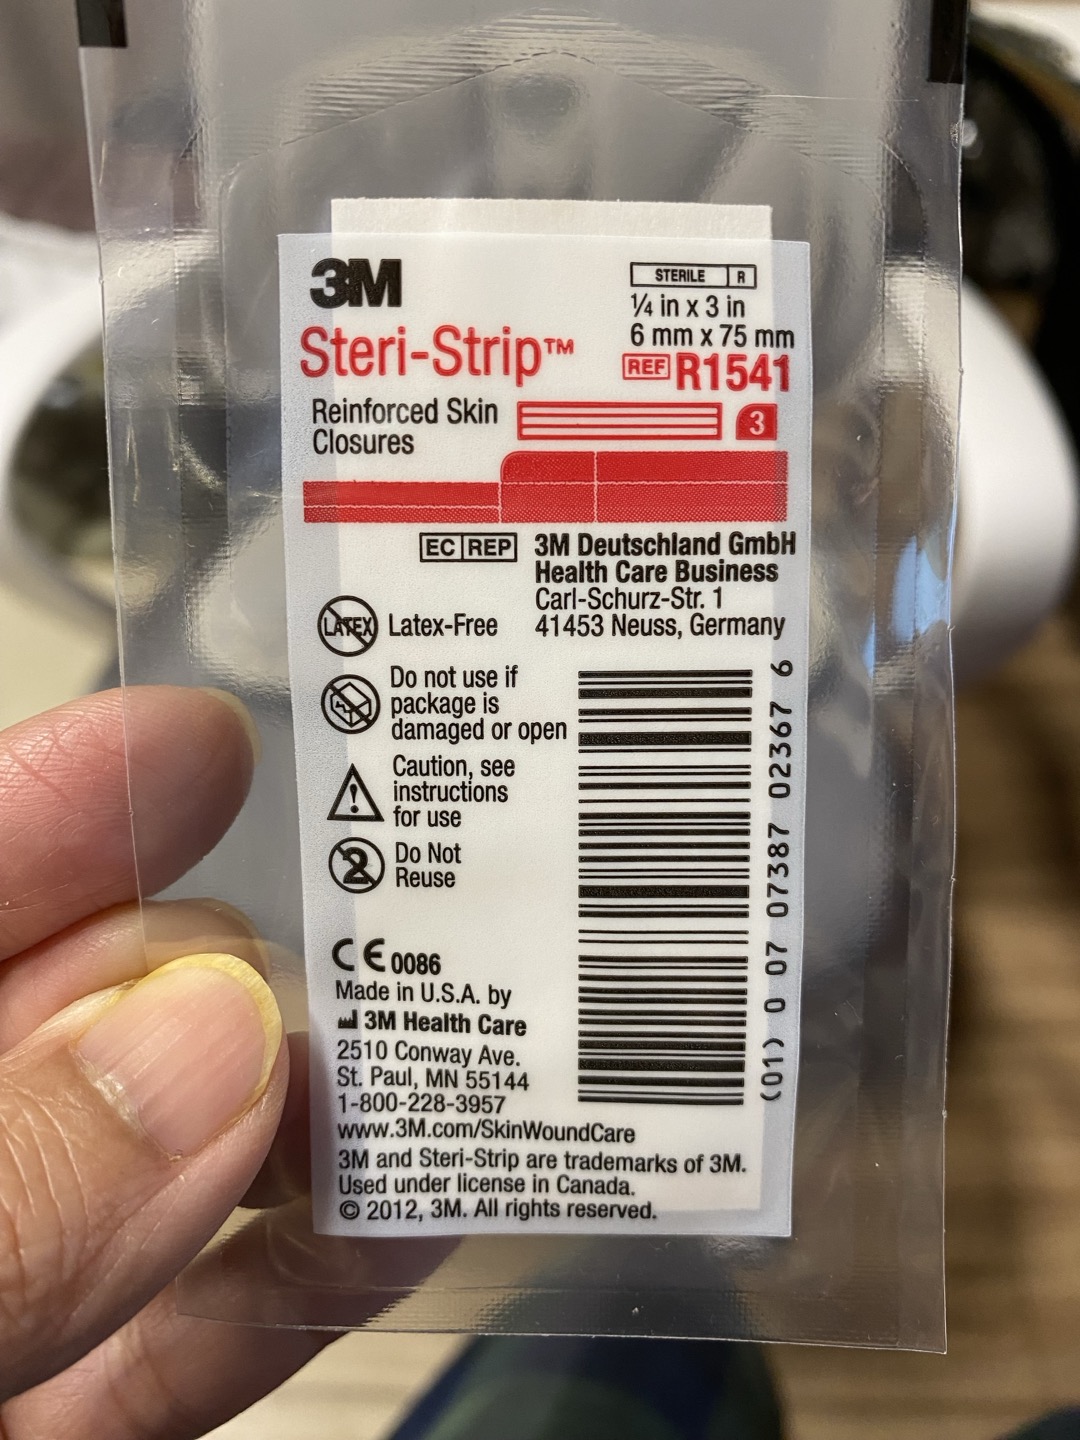 3M
STERILE R
¼ in x 3 in
6 mm x 75 mm
Steri-Strip™
REF R1541
Reinforced Skin
Closures
3
EC REP
3M Deutschland GmbH
Health Care Business
Carl-Schurz-Str. 1
41453 Neuss, Germany
LATEX Latex-Free
Do not use if
package is
damaged or open
! Caution, see
instructions
for use
2 Do Not
Reuse
(01) 0 07 07387 02367 6
CE 0086
Made in U.S.A. by
3M Health Care
2510 Conway Ave.
St. Paul, MN 55144
1-800-228-3957
www.3M.com/SkinWoundCare
3M and Steri-Strip are trademarks of 3M.
Used under license in Canada.
© 2012, 3M. All rights reserved.